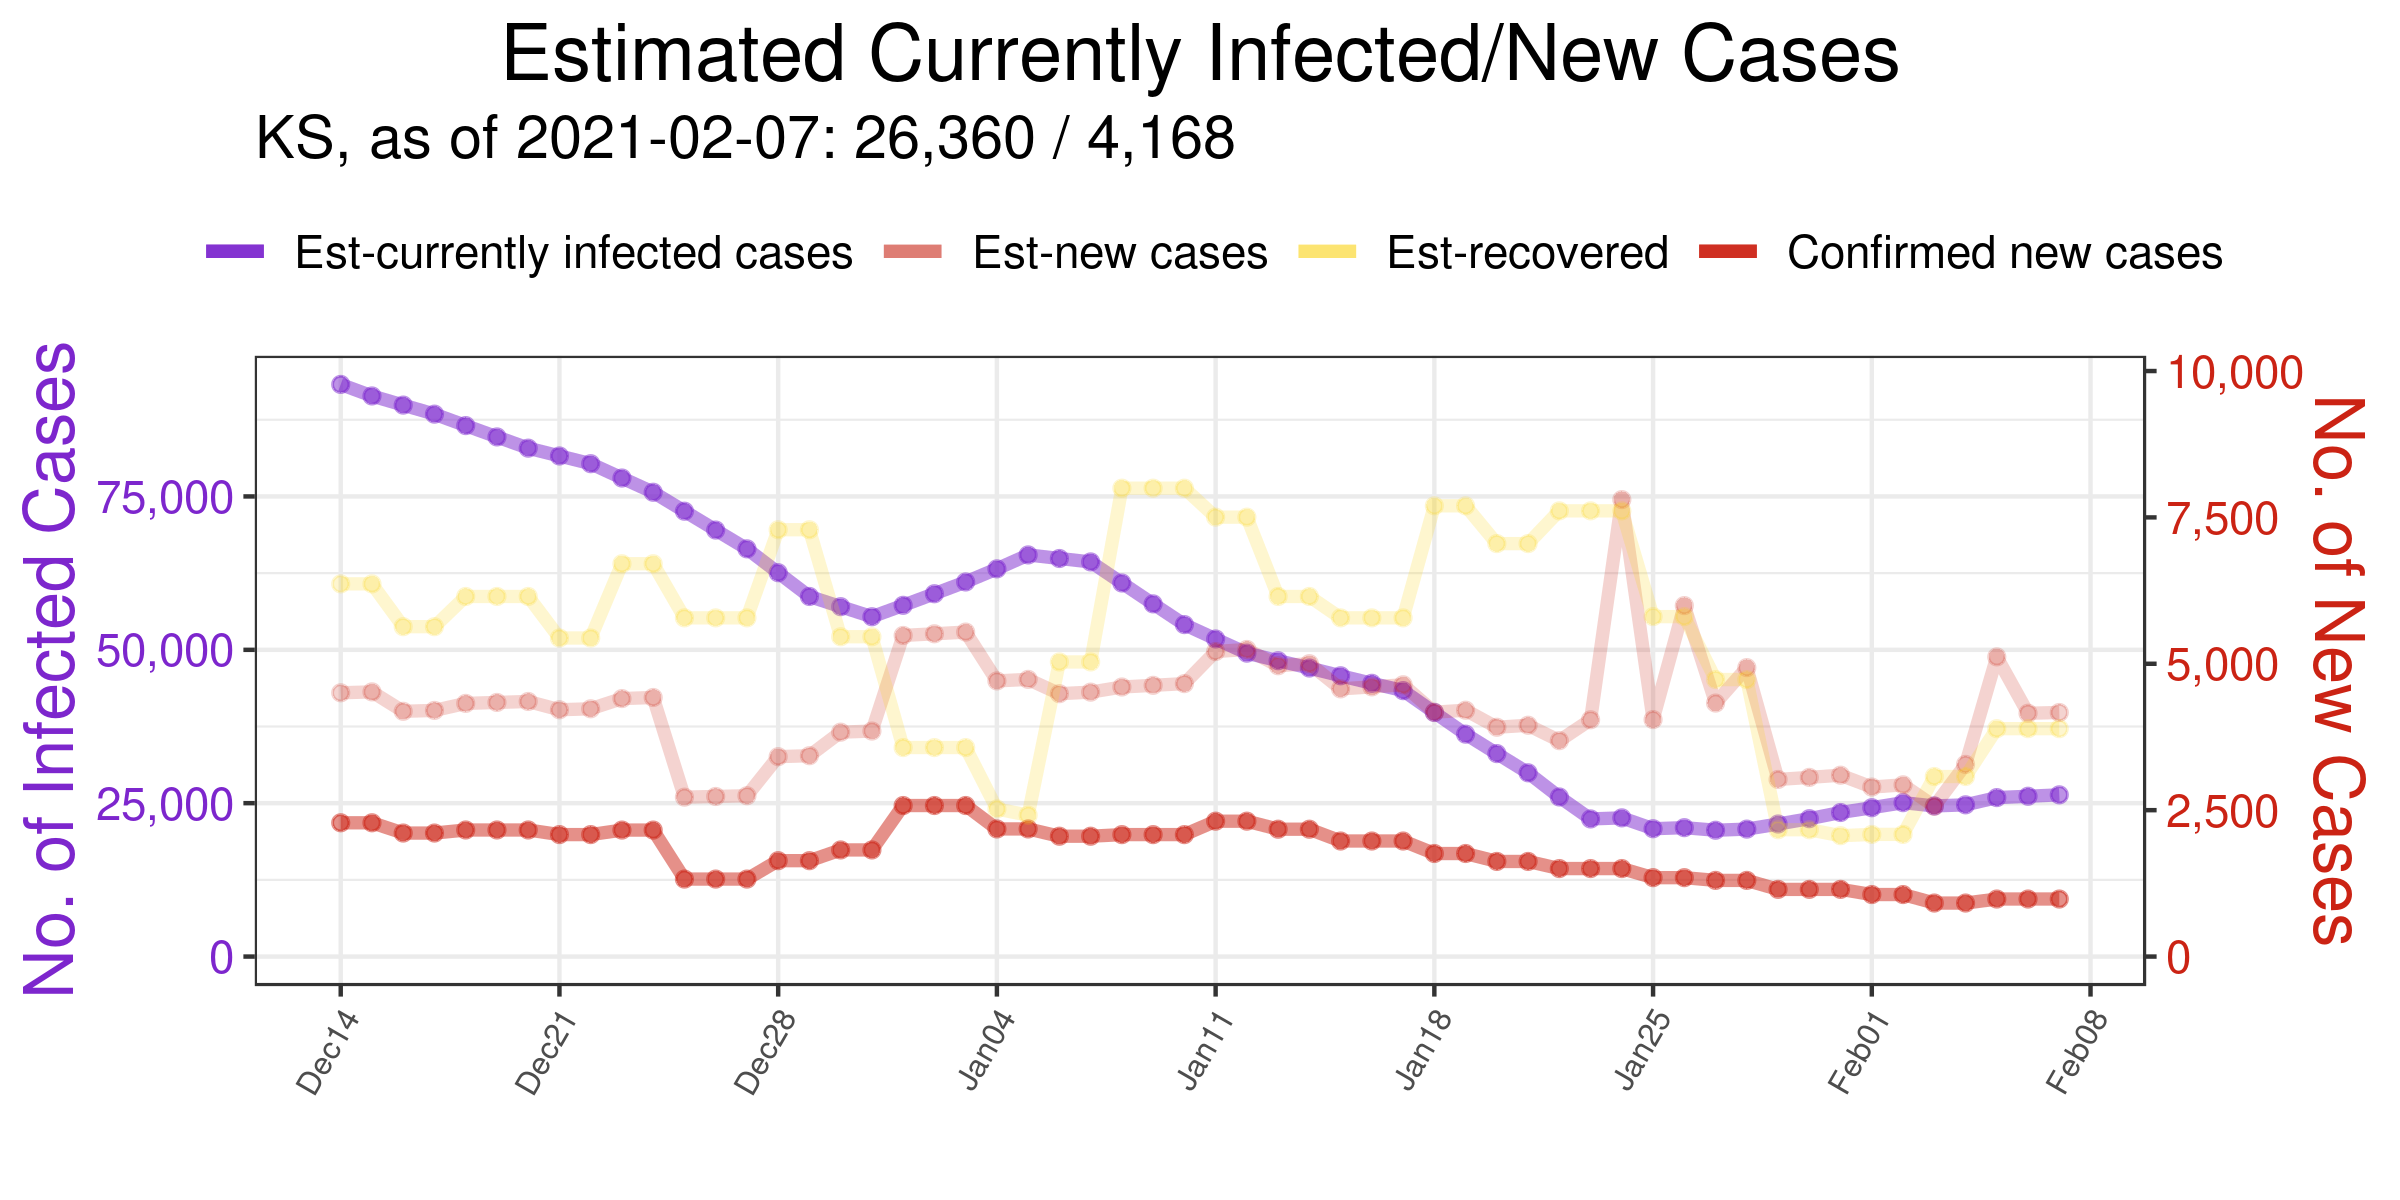 Estimated Currently Infected/New Cases
KS, as of 2021-02-07: 26,360 / 4,168
Est-currently infected cases Est-new cases Est-recovered Confirmed new cases
No. of Infected Cases
75,000
50,000
25,000
0
10,000
7,500
5,000
2,500
0
No. of New Cases
Dec14 Dec21 Dec28 Jan04 Jan11 Jan18 Jan25 Feb01 Feb08